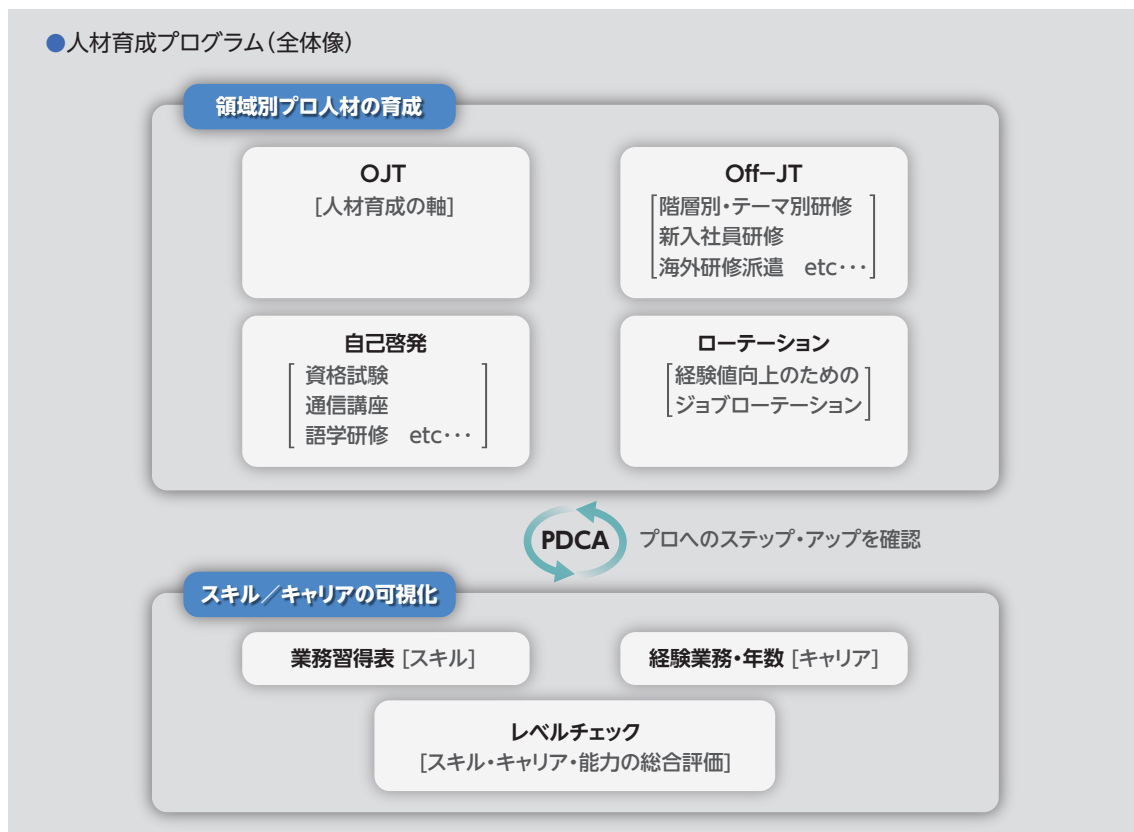 ●人材育成プログラム（全体像）
領域別プロ人材の育成
OJT
[人材育成の軸]
Off−JT
階層別・テーマ別研修
新入社員研修
海外研修派遣　etc･･･
自己啓発
資格試験
通信講座
語学研修　etc･･･
ローテーション
経験値向上のための
ジョブローテーション
PDCA
プロへのステップ・アップを確認
スキル／キャリアの可視化
業務習得表 [スキル]
経験業務・年数 [キャリア]
レベルチェック
[スキル・キャリア・能力の総合評価]